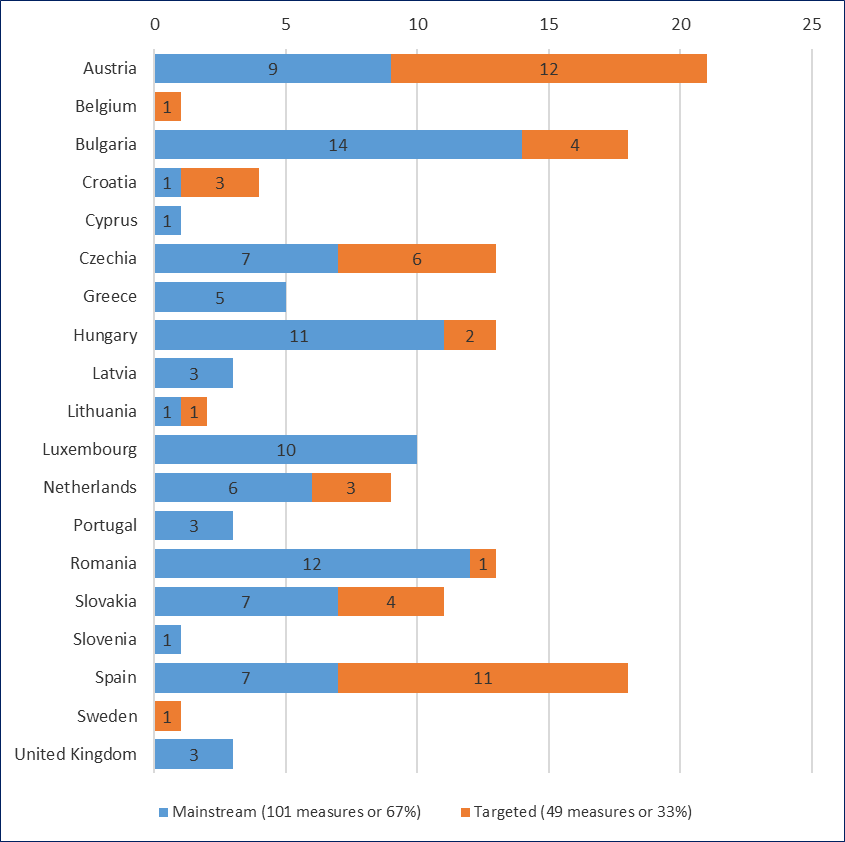 0 5 10 15 20 25
Austria 9 12
Belgium 1
Bulgaria 14 4
Croatia 1 3
Cyprus 1
Czechia 7 6
Greece 5
Hungary 11 2
Latvia 3
Lithuania 1 1
Luxembourg 10
Netherlands 6 3
Portugal 3
Romania 12 1
Slovakia 7 4
Slovenia 1
Spain 7 11
Sweden 1
United Kingdom 3
Mainstream (101 measures or 67%) Targeted (49 measures or 33%)